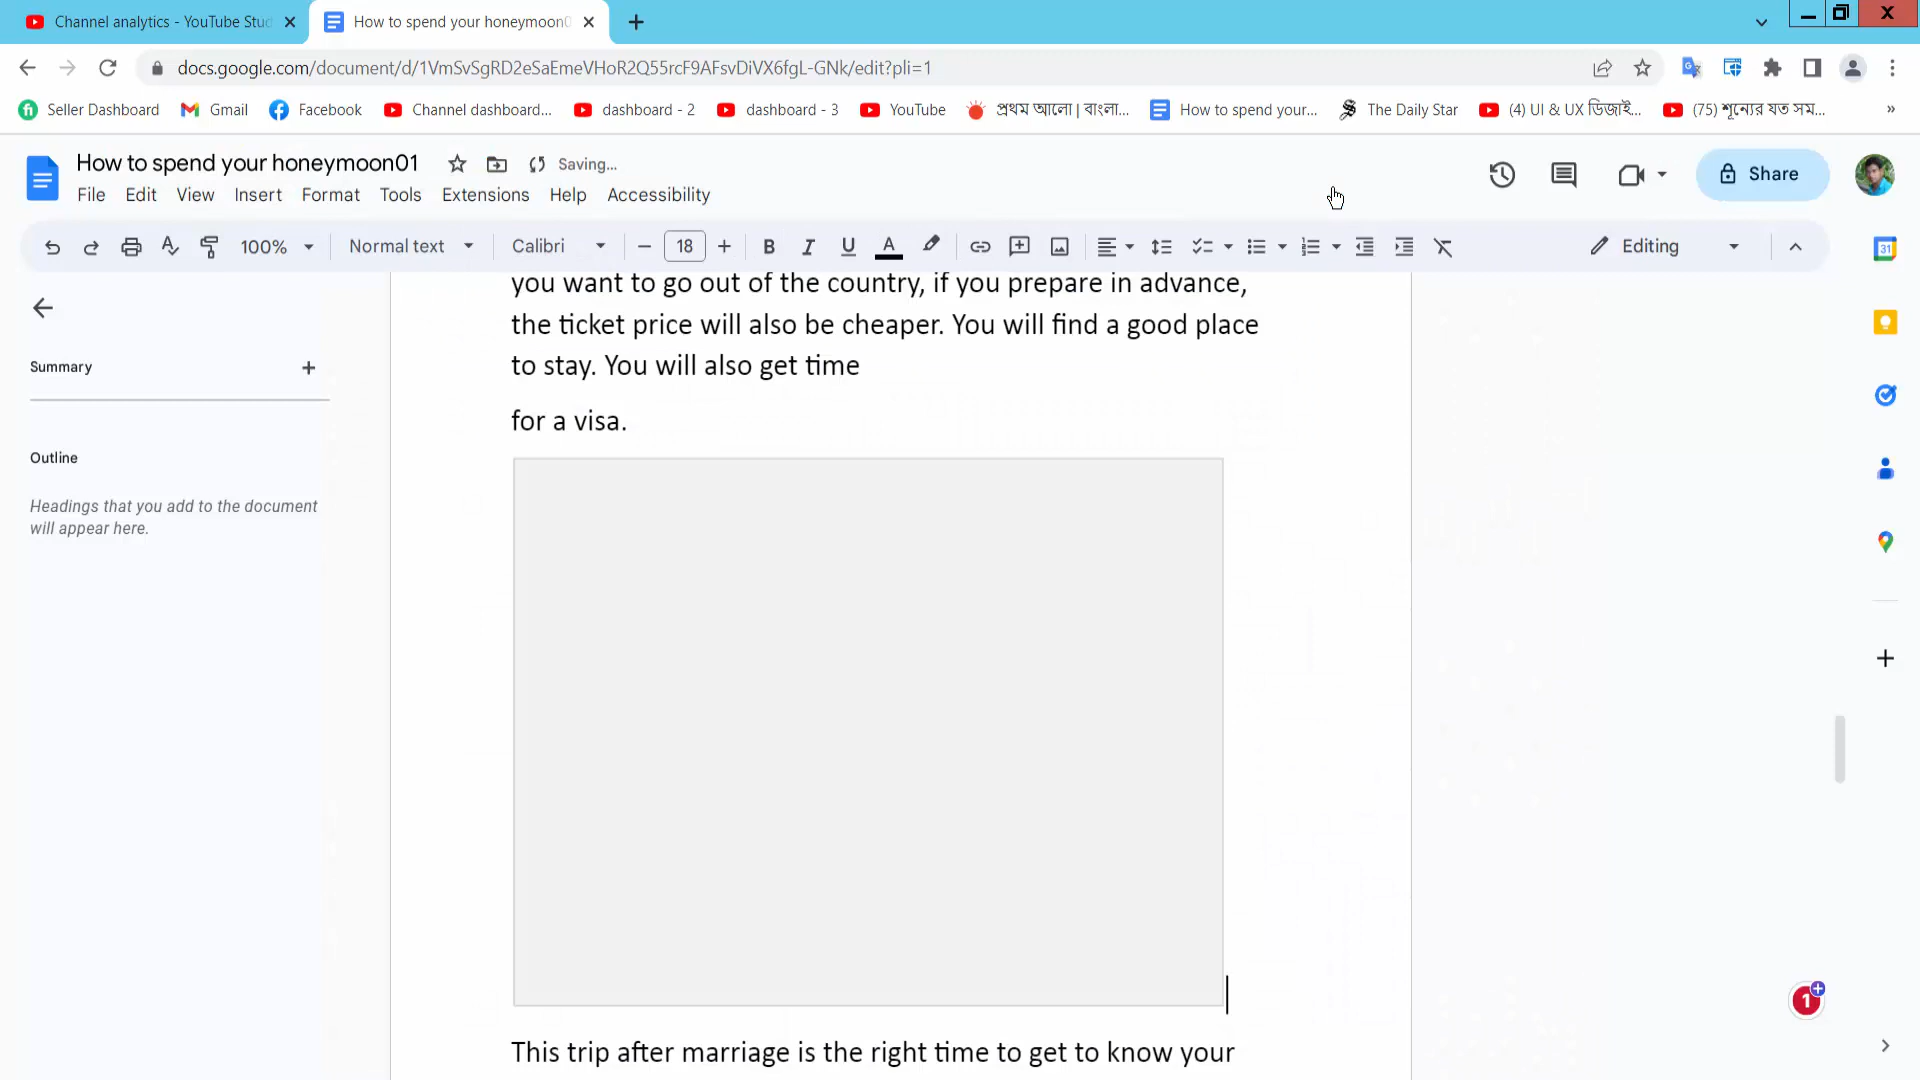 Channel analytics - YouTube Stud
How to spend your honeymoon0
docs.google.com/document/d/1VmSvSgRD2eSaEmeVHoR2Q55rcF9AFsvDiVX6fgL-GNk/edit?pli=1
Seller Dashboard
Gmail
Facebook
Channel dashboard...
dashboard - 2
dashboard - 3
YouTube
প্রথম আলো | বাংলা...
How to spend your...
The Daily Star
(4) UI & UX ডিজাই...
(75) শূন্যের যত সম...
»
How to spend your honeymoon01
Saving...
File Edit View Insert Format Tools Extensions Help Accessibility
Share
100%
Normal text
Calibri
18
B I U A
Editing
31
Summary
Outline
Headings that you add to the document
will appear here.
you want to go out of the country, if you prepare in advance,
the ticket price will also be cheaper. You will find a good place
to stay. You will also get time
for a visa.
This trip after marriage is the right time to get to know your
1